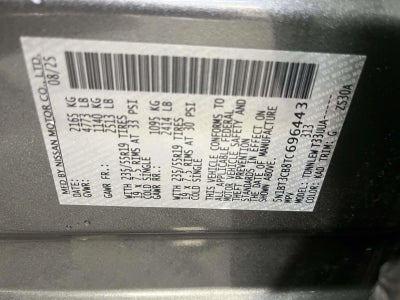 MFD BY NISSAN MOTOR CO., LTD.
08/25
2165 KG
GVWR: 4773 LB
1140 KG
GAWR FR.: 2513 LB
WITH 235/55R19 TIRES
19 x 7.5 RIMS AT 33 PSI
COLD SINGLE
1095 KG
GAWR RR.: 2414 LB
WITH 235/55R19 TIRES
19 x 7.5 RIMS AT 30 PSI
COLD SINGLE
THIS VEHICLE CONFORMS TO
ALL APPLICABLE FEDERAL
MOTOR VEHICLE SAFETY AND
THEFT PREVENTION STANDARDS
IN EFFECT ON THE DATE OF
MANUFACTURE SHOWN ABOVE.
MPV
313
COLOR: KAD TRIM: G
ZS30A